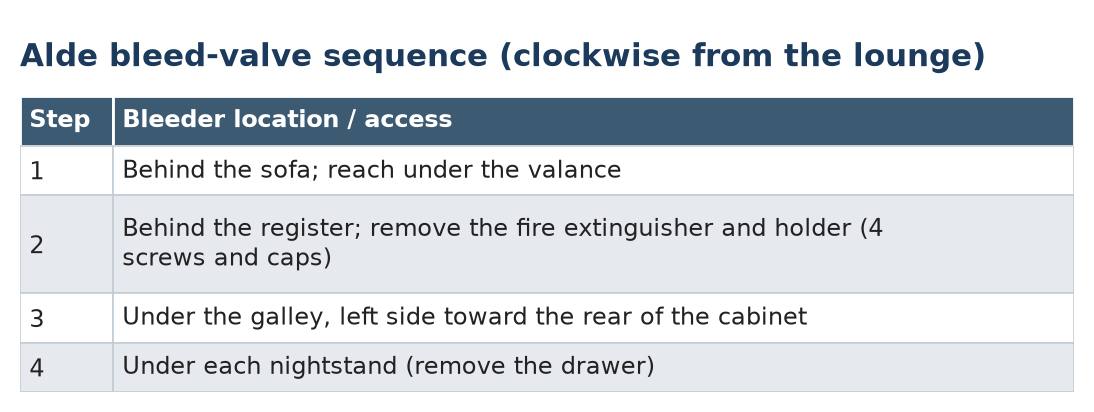 Alde bleed-valve sequence (clockwise from the lounge)
Step Bleeder location / access
1 Behind the sofa; reach under the valance
2 Behind the register; remove the fire extinguisher and holder (4
screws and caps)
3 Under the galley, left side toward the rear of the cabinet
4 Under each nightstand (remove the drawer)